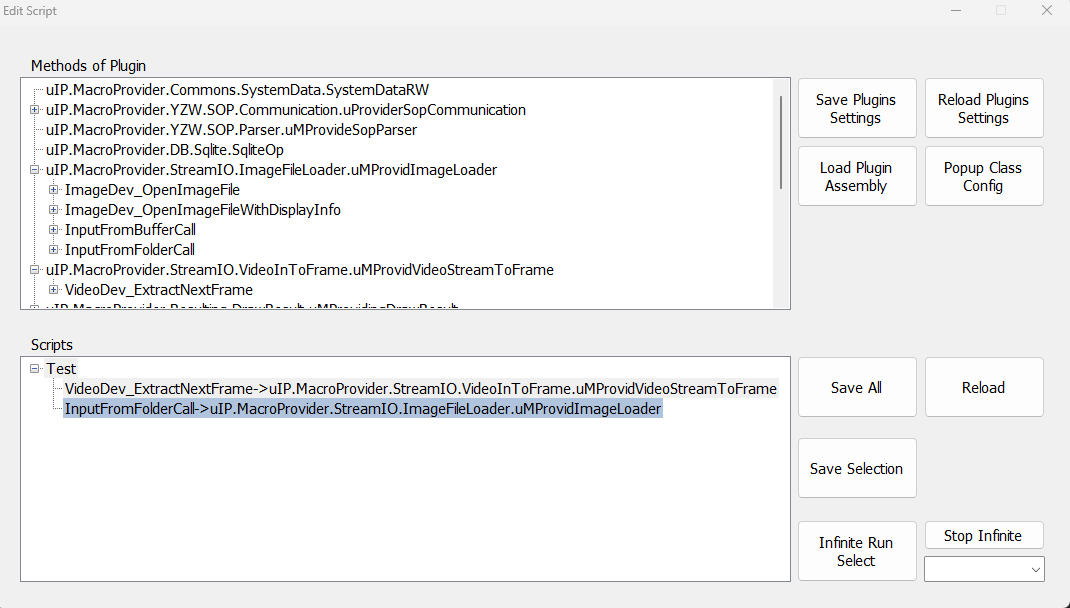 Edit Script
Methods of Plugin
uIP.MacroProvider.Commons.SystemData.SystemDataRW
uIP.MacroProvider.YZW.SOP.Communication.uProviderSopCommunication
uIP.MacroProvider.YZW.SOP.Parser.uMProvideSopParser
uIP.MacroProvider.DB.Sqlite.SqliteOp
uIP.MacroProvider.StreamIO.ImageFileLoader.uMProvidImageLoader
ImageDev_OpenImageFile
ImageDev_OpenImageFileWithDisplayInfo
InputFromBufferCall
InputFromFolderCall
uIP.MacroProvider.StreamIO.VideoInToFrame.uMProvidVideoStreamToFrame
VideoDev_ExtractNextFrame
Save Plugins
Settings
Reload Plugins
Settings
Load Plugin
Assembly
Popup Class
Config
Scripts
Test
VideoDev_ExtractNextFrame->uIP.MacroProvider.StreamIO.VideoInToFrame.uMProvidVideoStreamToFrame
InputFromFolderCall->uIP.MacroProvider.StreamIO.ImageFileLoader.uMProvidImageLoader
Save All
Reload
Save Selection
Infinite Run
Select
Stop Infinite